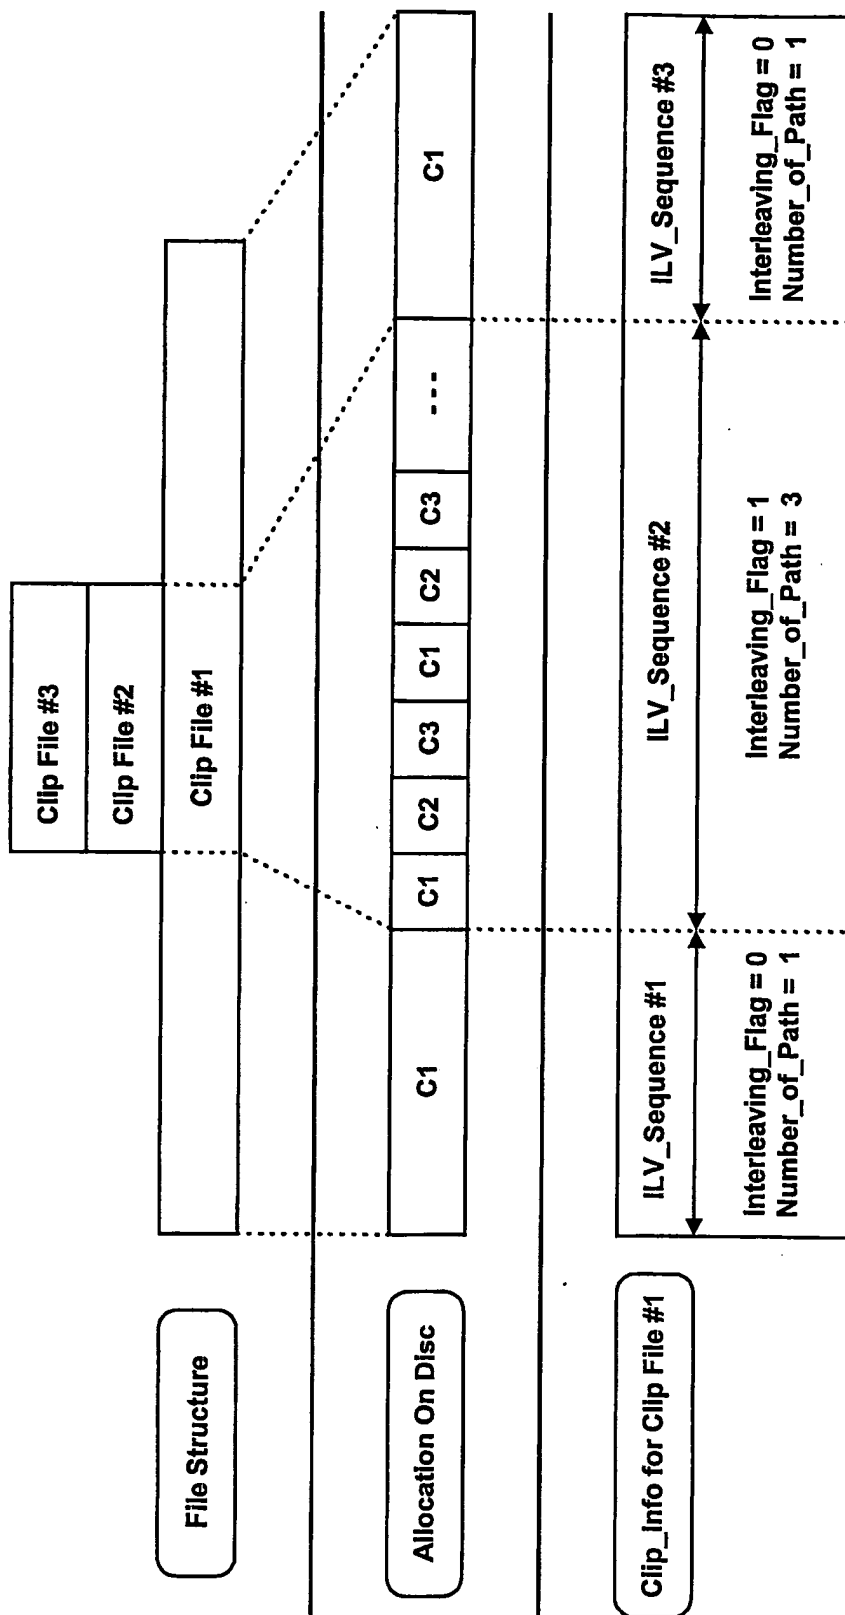 File Structure
Clip File #3
Clip File #2
Clip File #1
Allocation On Disc
C1
C1
C2
C3
C1
C2
C3
---
C1
Clip_Info for Clip File #1
ILV_Sequence #1
Interleaving_Flag = 0
Number_of_Path = 1
ILV_Sequence #2
Interleaving_Flag = 1
Number_of_Path = 3
ILV_Sequence #3
Interleaving_Flag = 0
Number_of_Path = 1